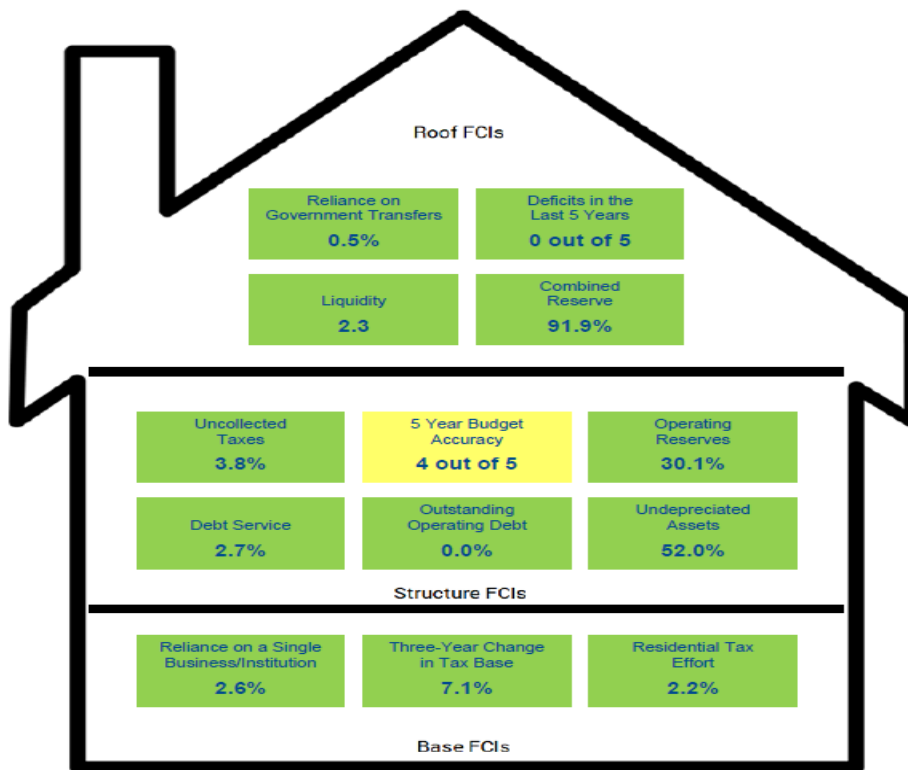 Roof FCIs
Reliance on
Government Transfers
0.5%
Deficits in the
Last 5 Years
0 out of 5
Liquidity
2.3
Combined
Reserve
91.9%
Uncollected
Taxes
3.8%
5 Year Budget
Accuracy
4 out of 5
Operating
Reserves
30.1%
Debt Service
2.7%
Outstanding
Operating Debt
0.0%
Undepreciated
Assets
52.0%
Structure FCIs
Reliance on a Single
Business/Institution
2.6%
Three-Year Change
in Tax Base
7.1%
Residential Tax
Effort
2.2%
Base FCIs